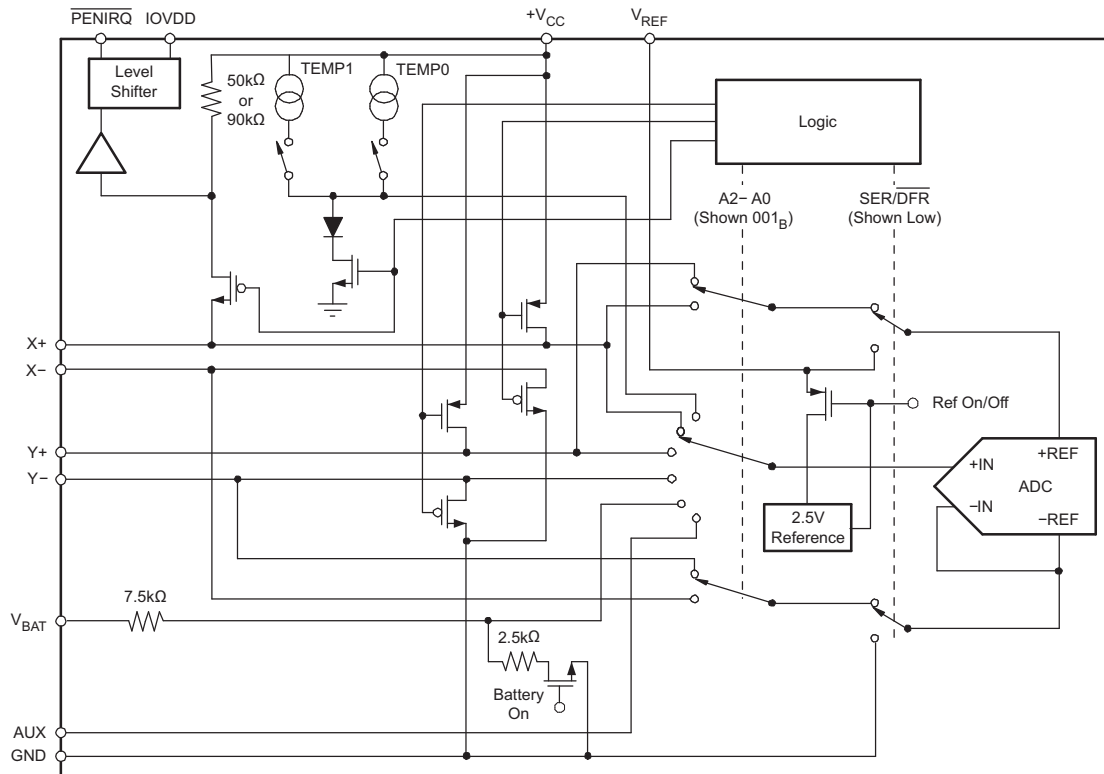 PENIRQ IOVDD +VCC VREF
Level
Shifter
50kΩ
or
90kΩ
TEMP1
TEMP0
Logic
A2− A0
(Shown 001B)
SER/DFR
(Shown Low)
X+
X−
Ref On/Off
Y+
Y−
+IN
+REF
ADC
−IN
−REF
2.5V
Reference
7.5kΩ
VBAT
2.5kΩ
Battery
On
AUX
GND